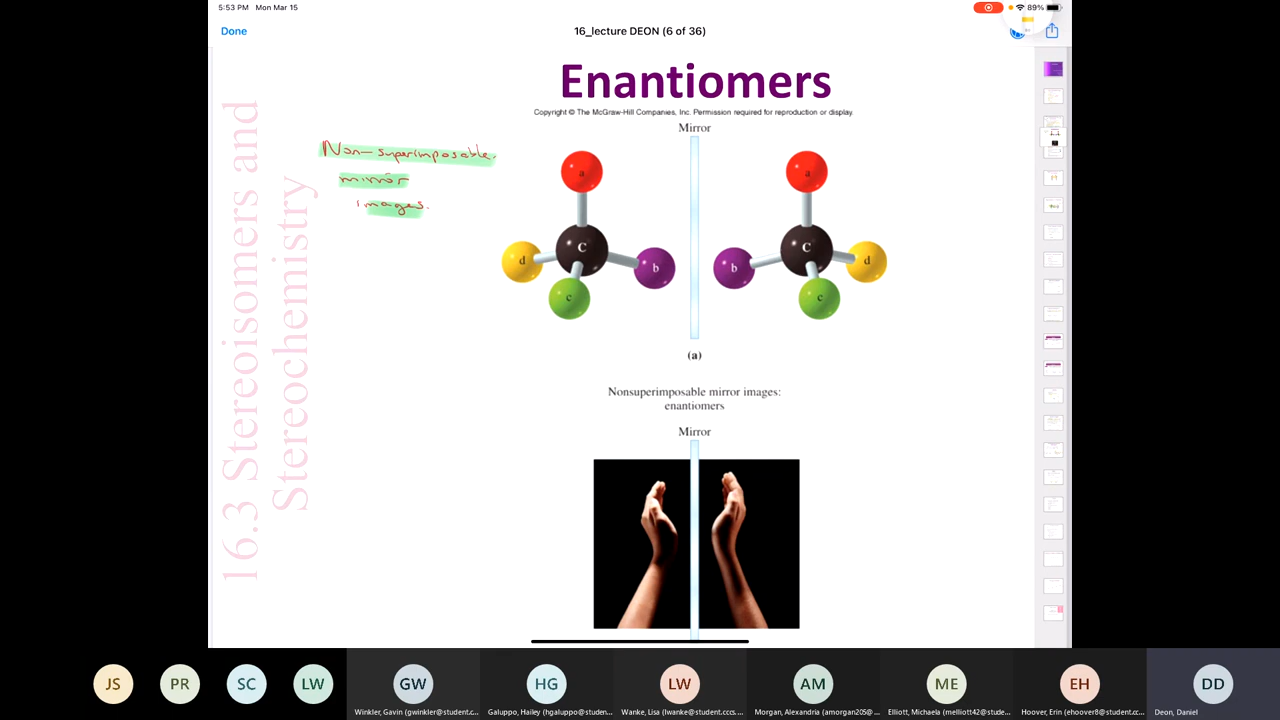 5:53 PM Mon Mar 15
89%
Done
16_lecture DEON (6 of 36)
Enantiomers
Copyright © The McGraw-Hill Companies, Inc. Permission required for reproduction or display.
Mirror
Non-superimposable.
mirror
images.
16.3 Stereoisomers and
Stereochemistry
a
C
d
b
c
a
C
b
d
c
(a)
Nonsuperimposable mirror images:
enantiomers
Mirror
JS
PR
SC
LW
GW
HG
LW
AM
ME
EH
DD
Winkler, Gavin (gwinkler@student.c...
Galuppo, Hailey (hgaluppo@studen...
Wanke, Lisa (lwanke@student.cccs....
Morgan, Alexandria (amorgan205@...
Elliott, Michaela (melliott42@stude...
Hoover, Erin (ehoover8@student.cc...
Deon, Daniel